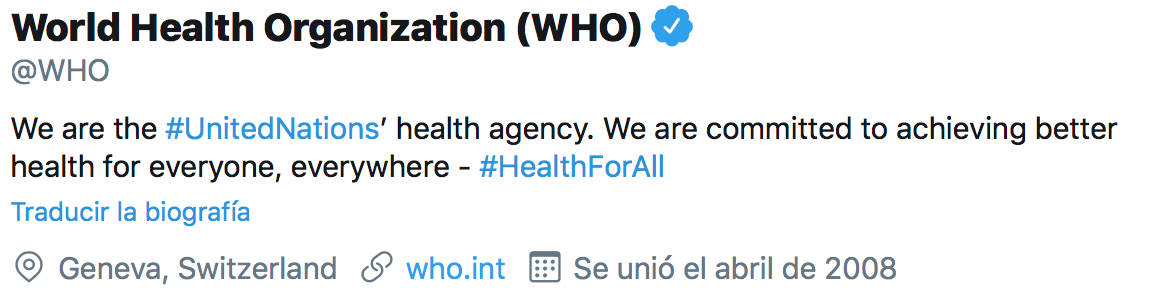 World Health Organization (WHO)
@WHO
We are the #UnitedNations’ health agency. We are committed to achieving better
health for everyone, everywhere - #HealthForAll
Traducir la biografía
Geneva, Switzerland who.int Se unió el abril de 2008